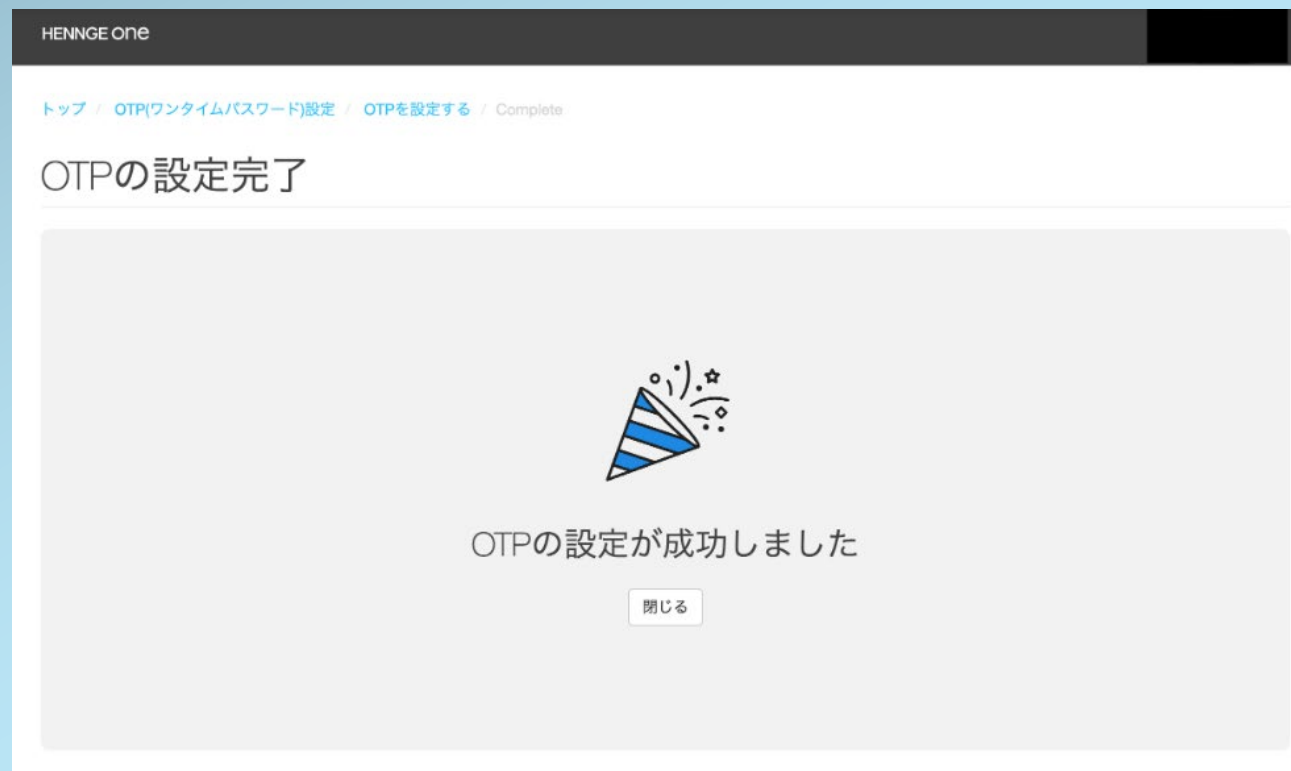 HENNGE one
トップ / OTP(ワンタイムパスワード)設定 / OTPを設定する / Complete
OTPの設定完了
OTPの設定が成功しました
閉じる